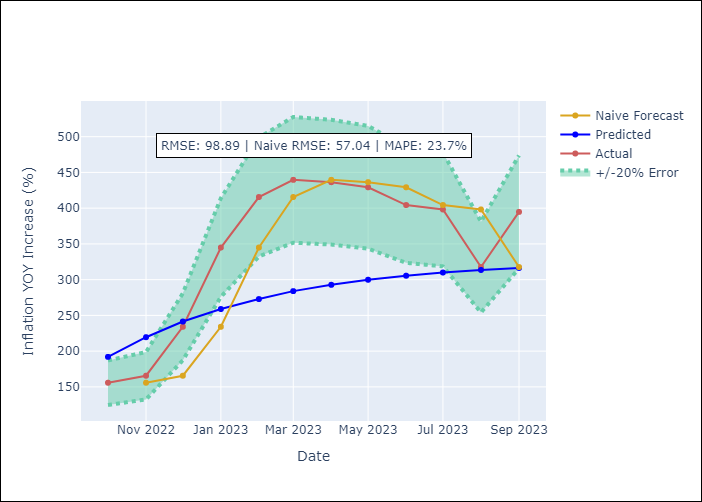 RMSE: 98.89 | Naive RMSE: 57.04 | MAPE: 23.7%
Naive Forecast
Predicted
Actual
+/-20% Error
Inflation YOY Increase (%)
500
450
400
350
300
250
200
150
Nov 2022
Jan 2023
Mar 2023
May 2023
Jul 2023
Sep 2023
Date